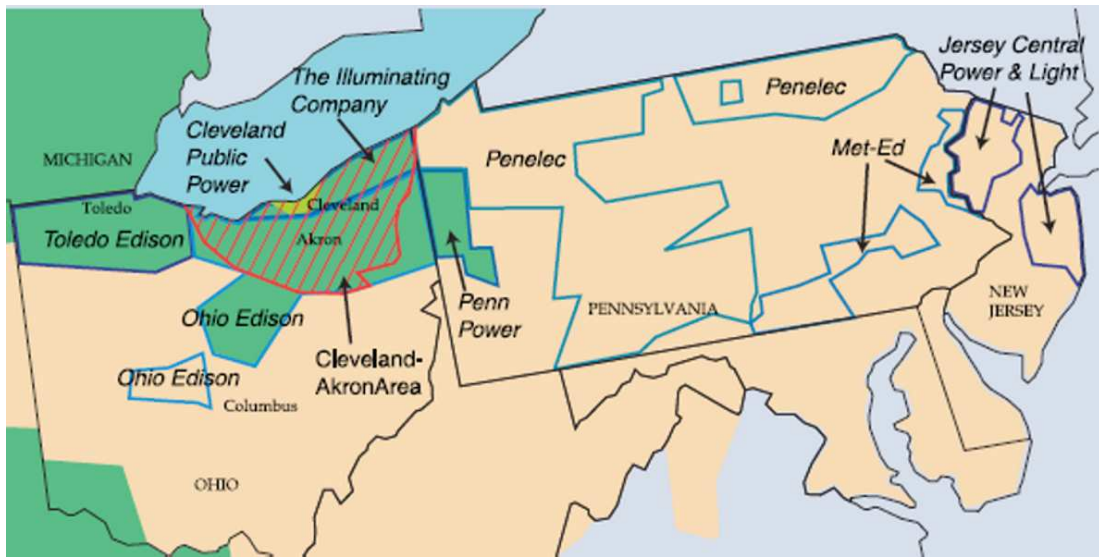 Jersey Central
Power & Light
The Illuminating
Company
Penelec
Cleveland
Public
Power
MICHIGAN
Penelec
Met-Ed
Toledo
Cleveland
Toledo Edison
Akron
Penn
Power
PENNSYLVANIA
NEW
JERSEY
Ohio Edison
Cleveland-
AkronArea
Ohio Edison
Columbus
OHIO